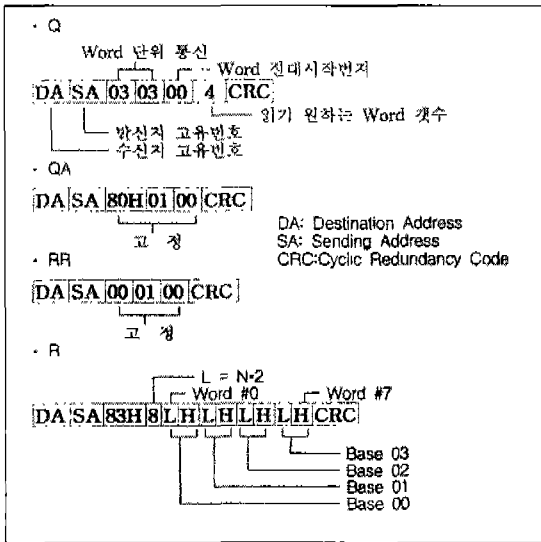 · Q
Word 단위 통신
Word 절대시작번지
DA SA 03 03 00 4 CRC
읽기 원하는 Word 갯수
발신지 고유번호
수신지 고유번호
· QA
DA SA 80H 01 00 CRC
고 정
DA: Destination Address
SA: Sending Address
CRC:Cyclic Redundancy Code
· RR
DA SA 00 01 00 CRC
고 정
· R
L = N*2
Word #0
Word #7
DA SA 83H 8 L H L H L H L H CRC
Base 03
Base 02
Base 01
Base 00